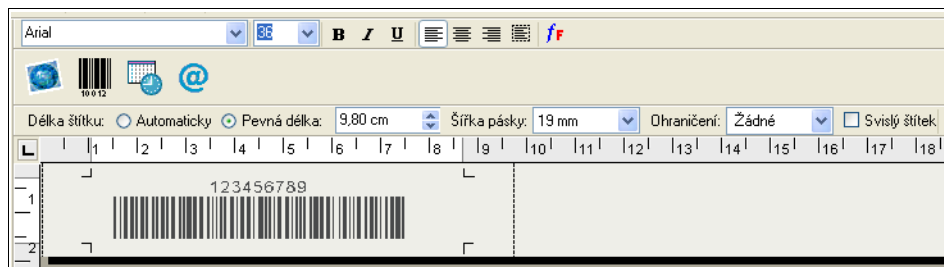 Arial 36 B I U f F
10012 @
Délka štítku: Automaticky Pevná délka: 9,80 cm Šířka pásky: 19 mm Ohraničení: Žádné Svislý štítek
L 1 2 3 4 5 6 7 8 9 10 11 12 13 14 15 16 17 18
123456789
1
2